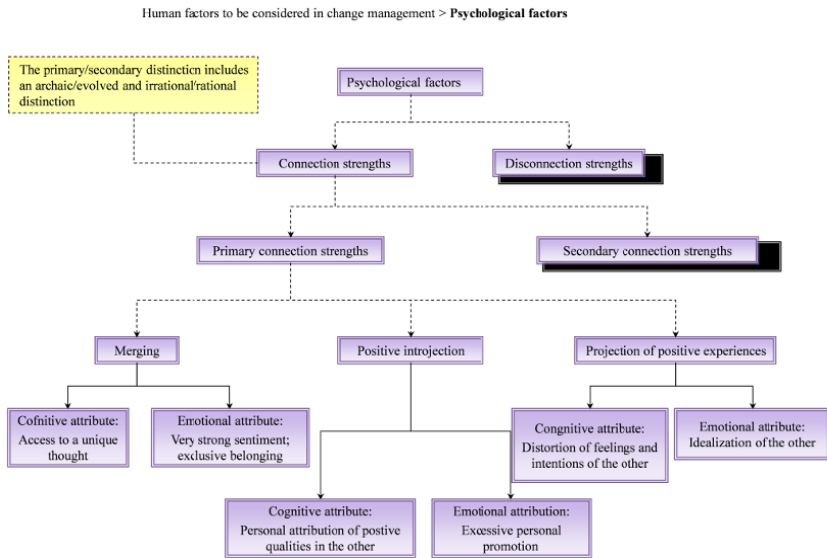 Human factors to be considered in change management > Psychological factors
The primary/secondary distinction includes
an archaic/evolved and irrational/rational
distinction
Psychological factors
Connection strengths
Disconnection strengths
Primary connection strengths
Secondary connection strengths
Merging
Positive introjection
Projection of positive experiences
Cofnitive attribute:
Access to a unique
thought
Emotional attribute:
Very strong sentiment;
exclusive belonging
Congnitive attribute:
Distortion of feelings and
intentions of the other
Emotional attribute:
Idealization of the other
Cognitive attribute:
Personal attribution of postive
qualities in the other
Emotional attribution:
Excessive personal
promotion